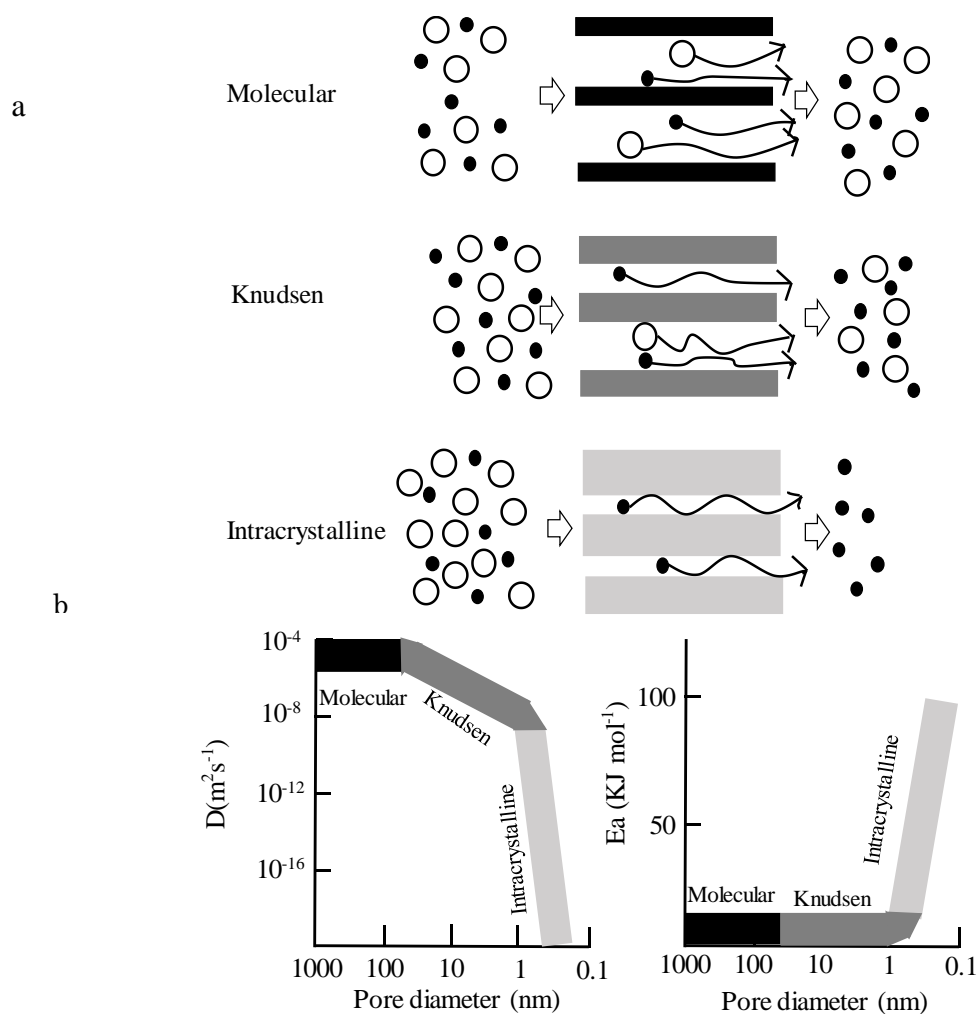 a
Molecular
Knudsen
Intracrystalline
b
10⁻⁴
10⁻⁸
10⁻¹²
10⁻¹⁶
D(m²s⁻¹)
Molecular
Knudsen
Intracrystalline
1000 100 10 1 0.1
Pore diameter (nm)
100
50
Ea (KJ mol⁻¹)
Molecular
Knudsen
Intracrystalline
1000 100 10 1 0.1
Pore diameter (nm)